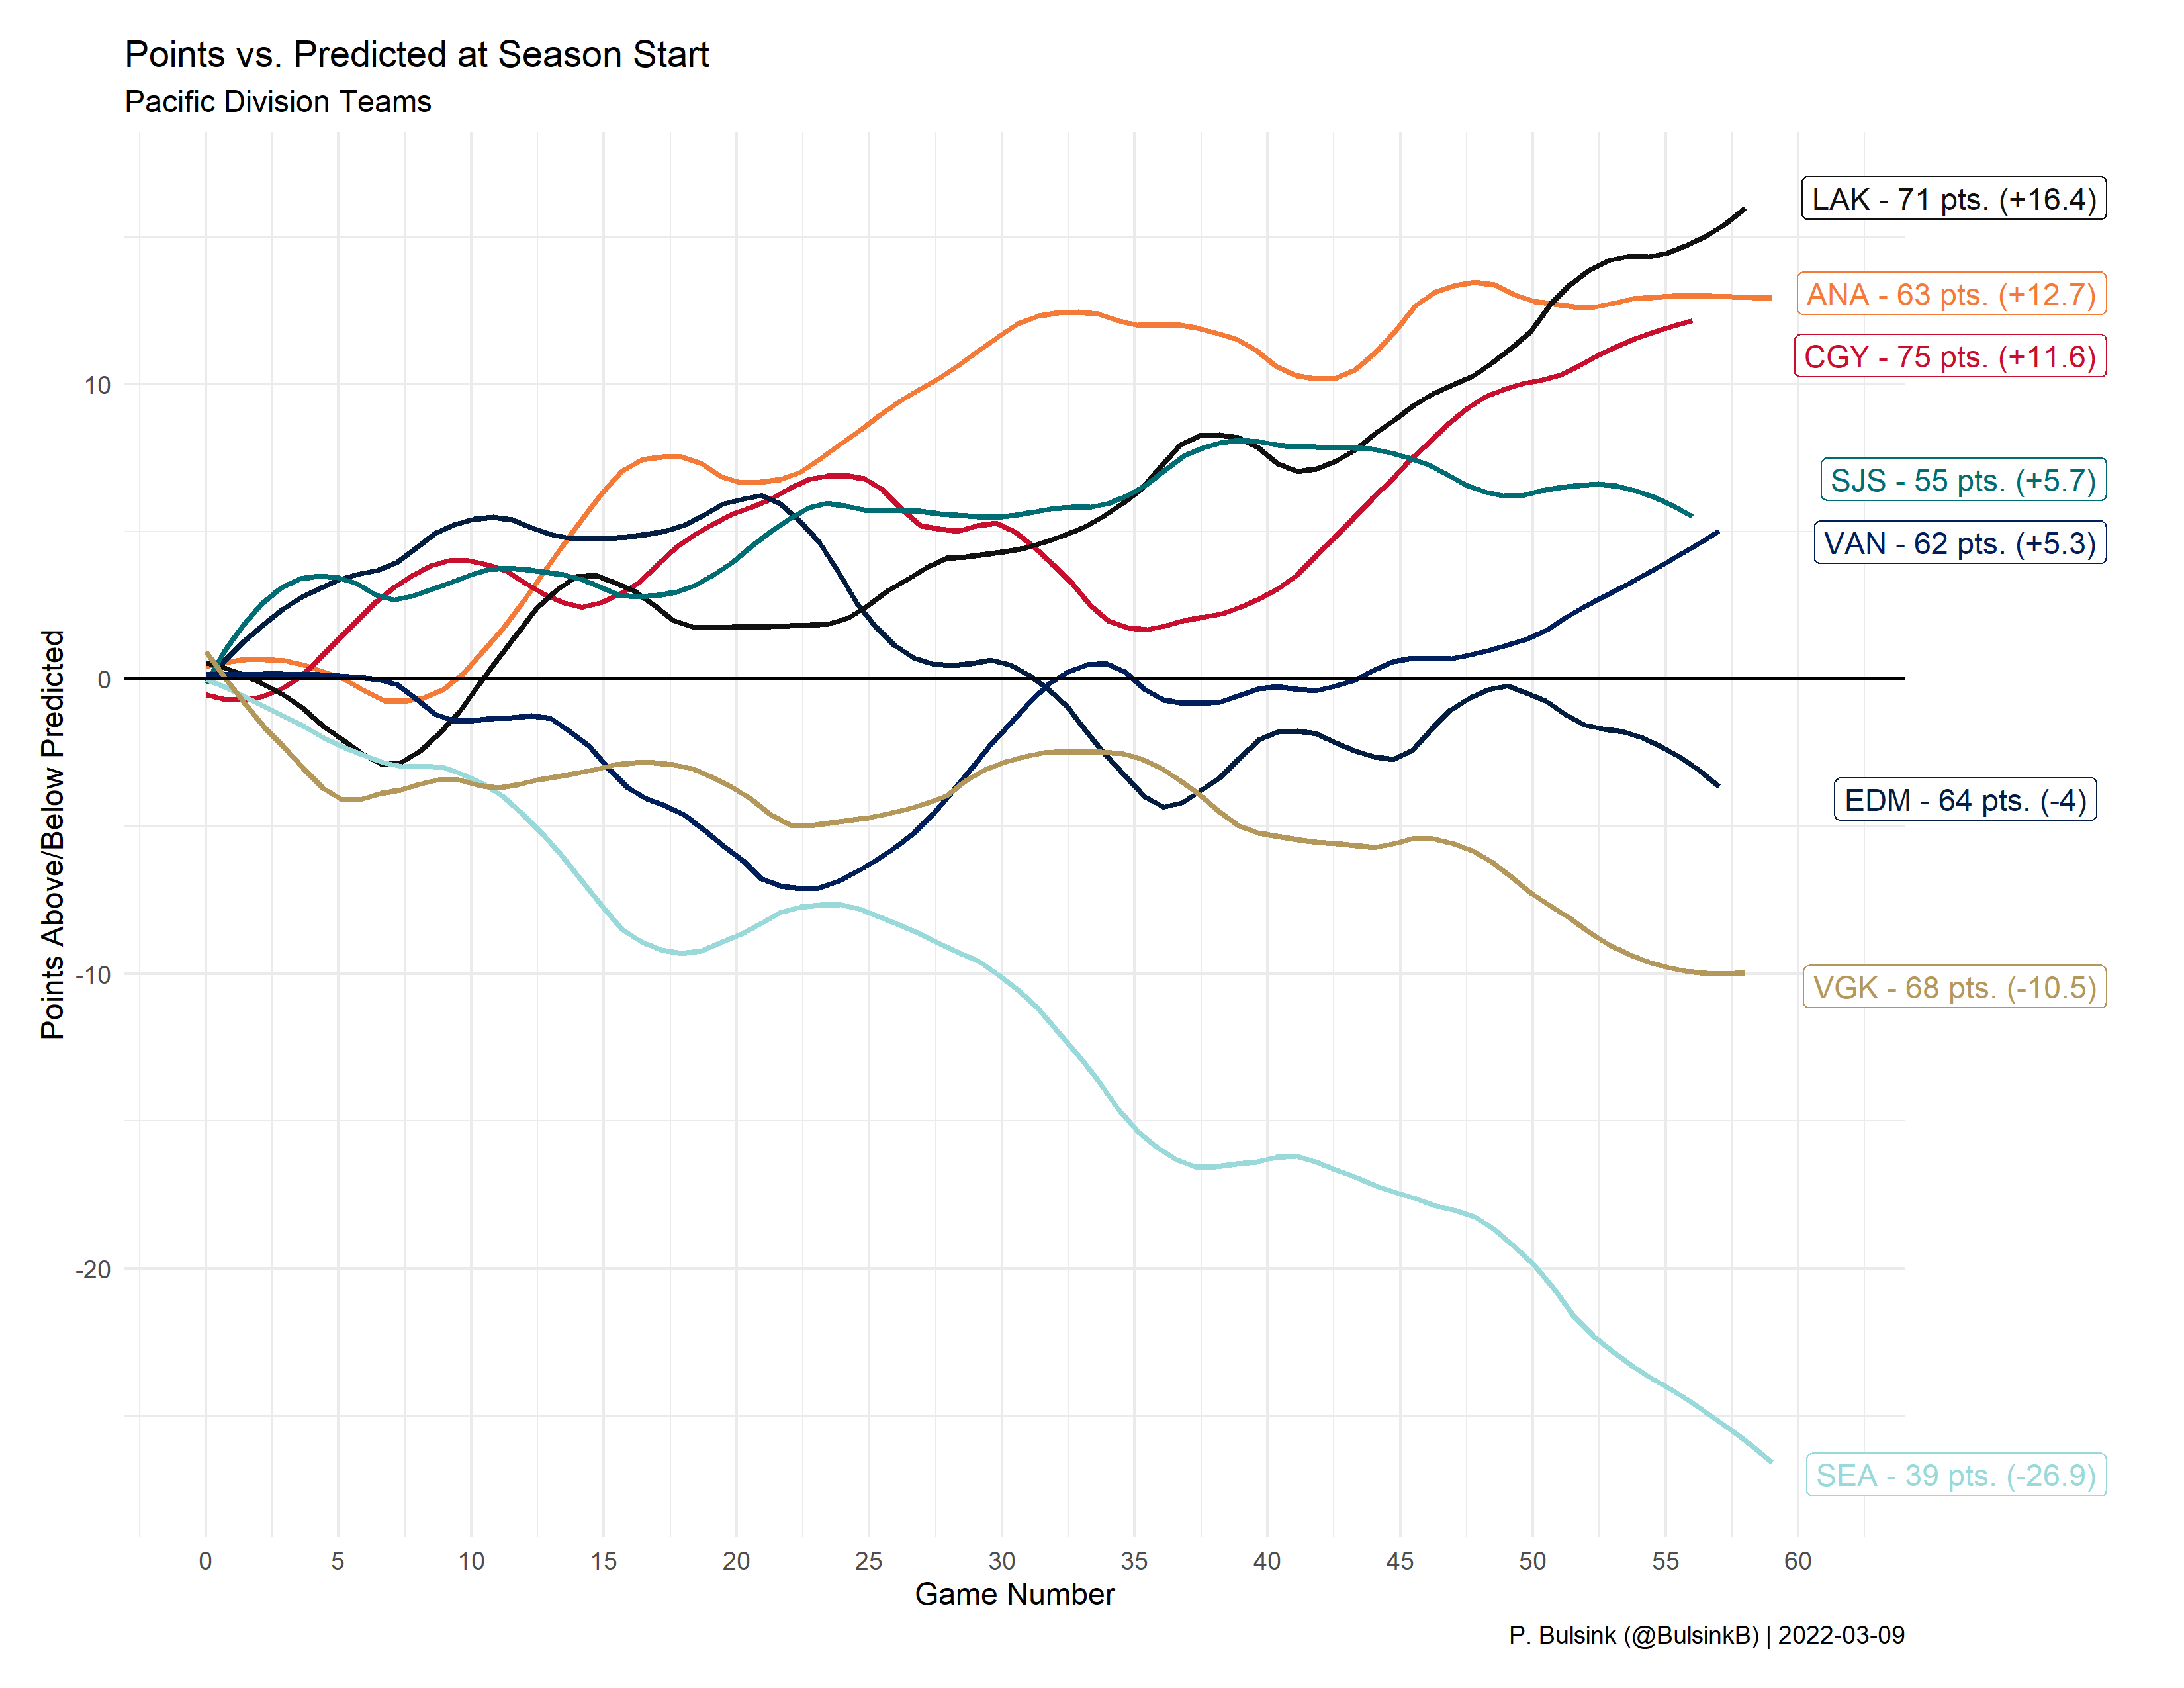 Points vs. Predicted at Season Start
Pacific Division Teams
LAK - 71 pts. (+16.4)
ANA - 63 pts. (+12.7)
CGY - 75 pts. (+11.6)
SJS - 55 pts. (+5.7)
VAN - 62 pts. (+5.3)
EDM - 64 pts. (-4)
VGK - 68 pts. (-10.5)
SEA - 39 pts. (-26.9)
Points Above/Below Predicted
10
0
-10
-20
0 5 10 15 20 25 30 35 40 45 50 55 60
Game Number
P. Bulsink (@BulsinkB) | 2022-03-09